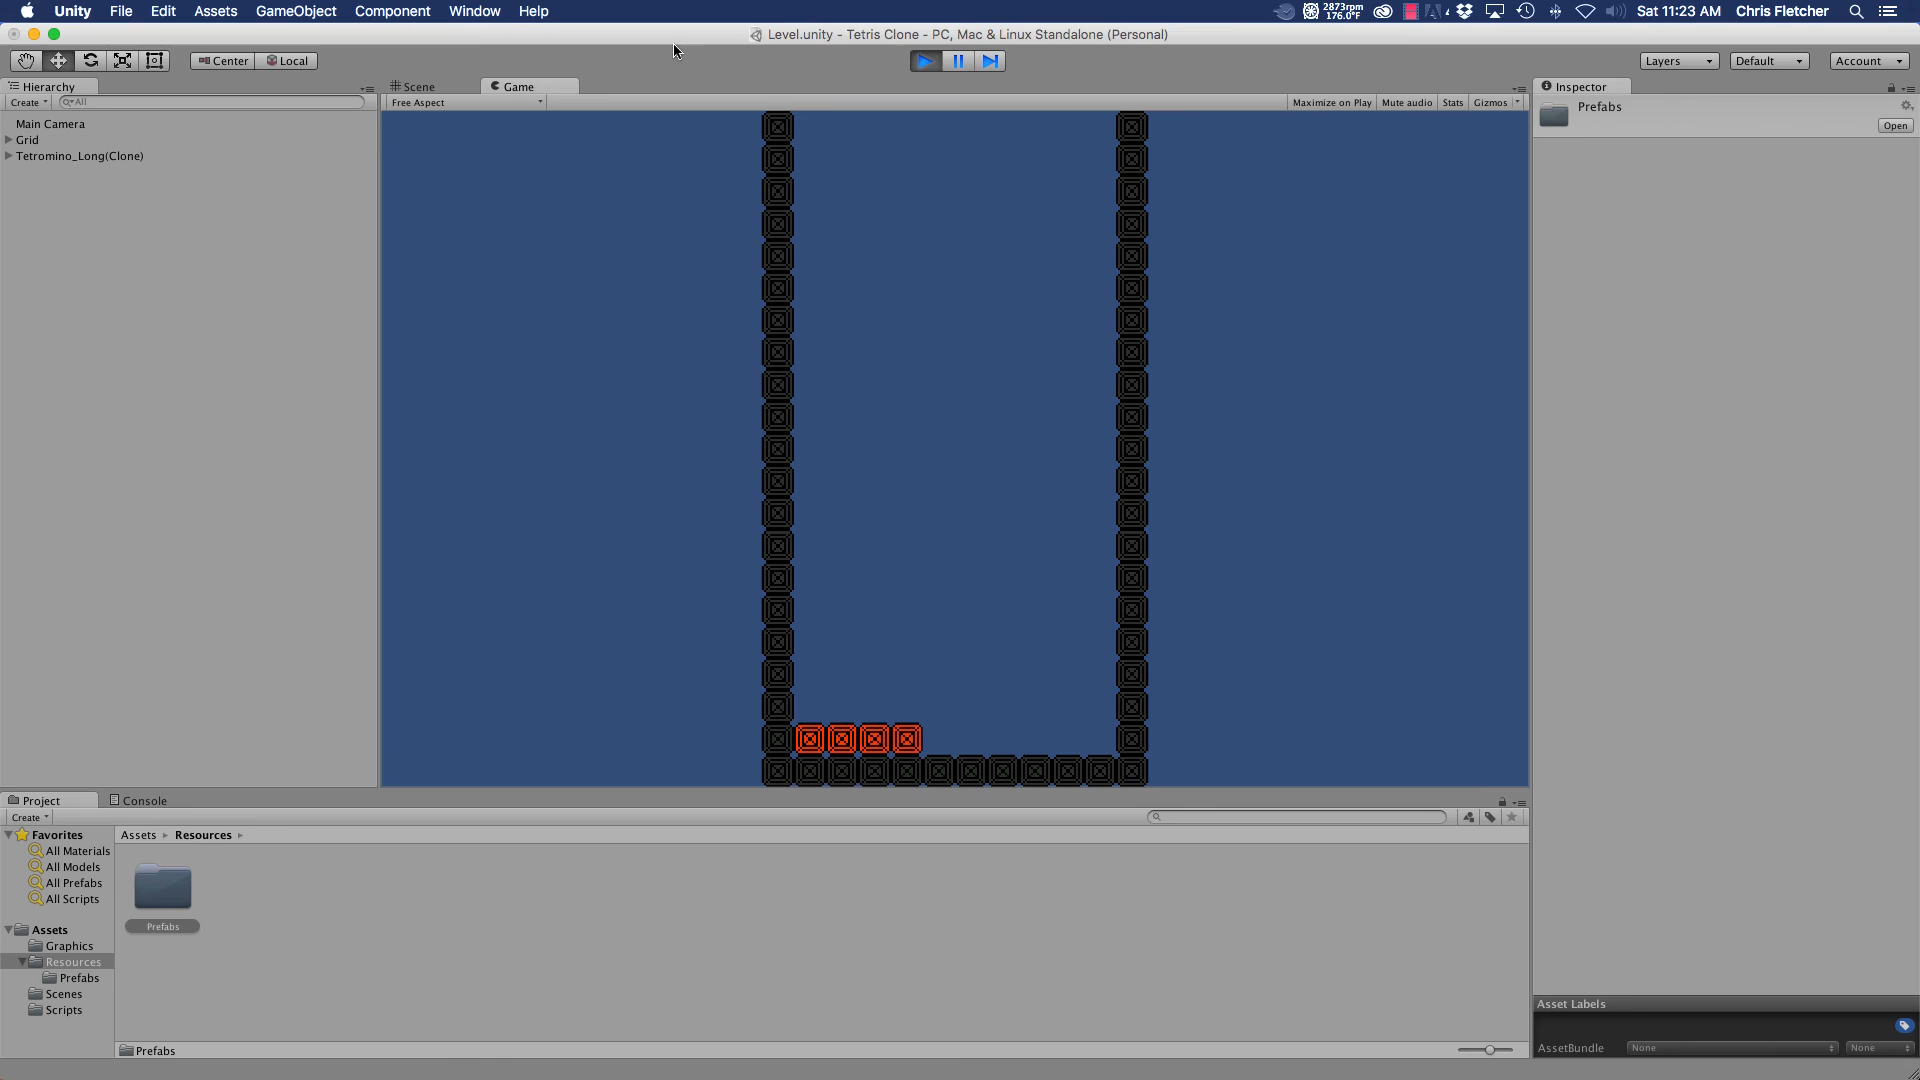 Unity File Edit Assets GameObject Component Window Help 2873rpm 176.0°F 4 Sat 11:23 AM Chris Fletcher
Level.unity - Tetris Clone - PC, Mac & Linux Standalone (Personal)
Center Local Layers Default Account
Hierarchy Scene Game Inspector
Create All Free Aspect Maximize on Play Mute audio Stats Gizmos Prefabs
Open
Main Camera
Grid
Tetromino_Long(Clone)
Project Console
Create
Favorites Assets Resources
All Materials
All Models
All Prefabs
All Scripts
Prefabs
Assets
Graphics
Resources
Prefabs
Scenes
Scripts
Asset Labels
Prefabs AssetBundle None None